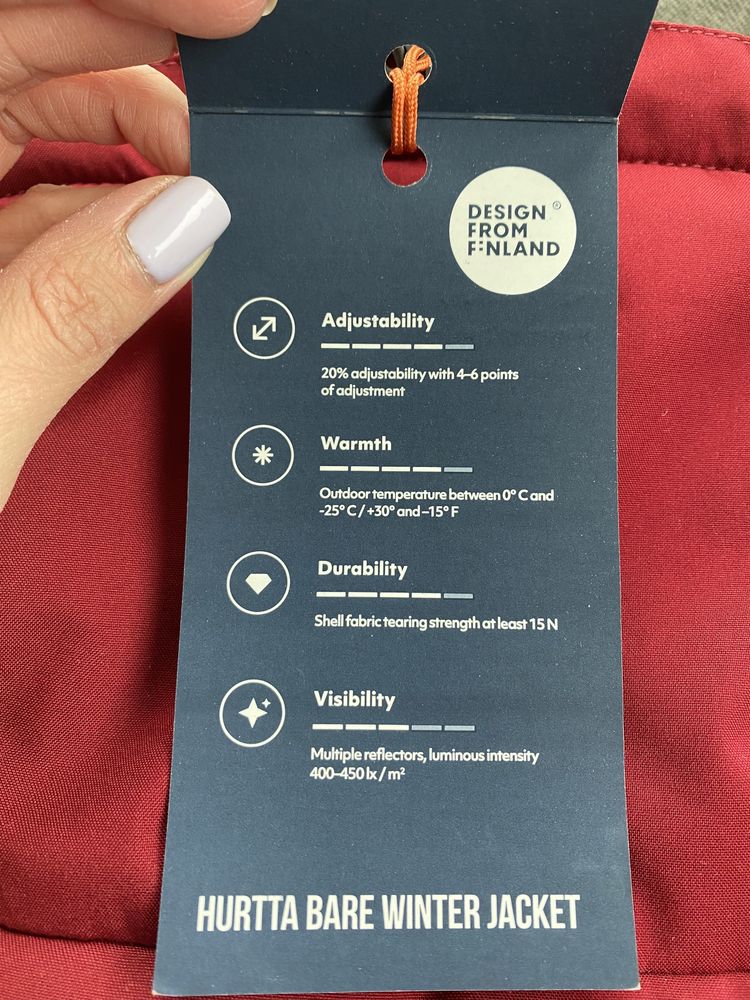 DESIGN ®
FROM
FINLAND
Adjustability
20% adjustability with 4–6 points
of adjustment
Warmth
Outdoor temperature between 0° C and
-25° C / +30° and –15° F
Durability
Shell fabric tearing strength at least 15 N
Visibility
Multiple reflectors, luminous intensity
400–450 lx / m²
HURTTA BARE WINTER JACKET